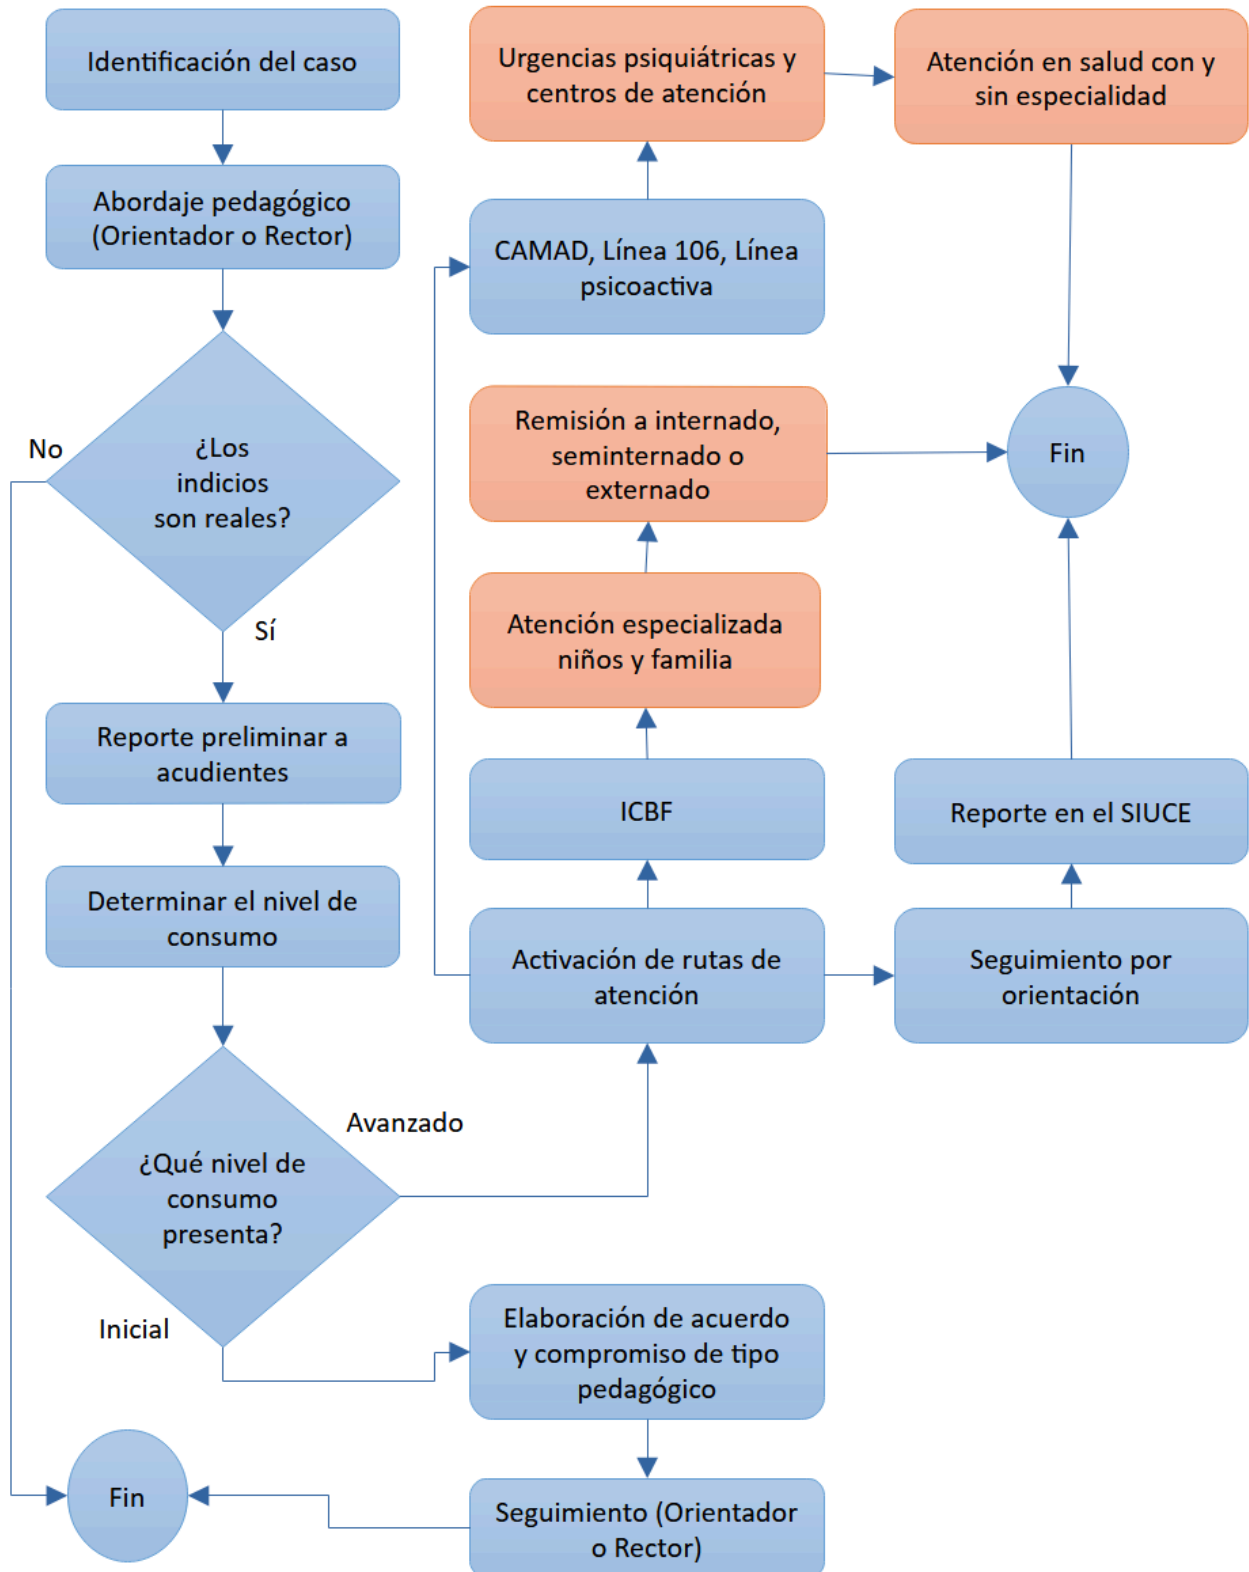 Identificación del caso
Abordaje pedagógico
(Orientador o Rector)
No
¿Los
indicios
son reales?
Sí
Reporte preliminar a
acudientes
Determinar el nivel de
consumo
Avanzado
¿Qué nivel de
consumo
presenta?
Inicial
Fin
Urgencias psiquiátricas y
centros de atención
Atención en salud con y
sin especialidad
CAMAD, Línea 106, Línea
psicoactiva
Remisión a internado,
seminternado o
externado
Fin
Atención especializada
niños y familia
ICBF
Reporte en el SIUCE
Activación de rutas de
atención
Seguimiento por
orientación
Elaboración de acuerdo
y compromiso de tipo
pedagógico
Seguimiento (Orientador
o Rector)